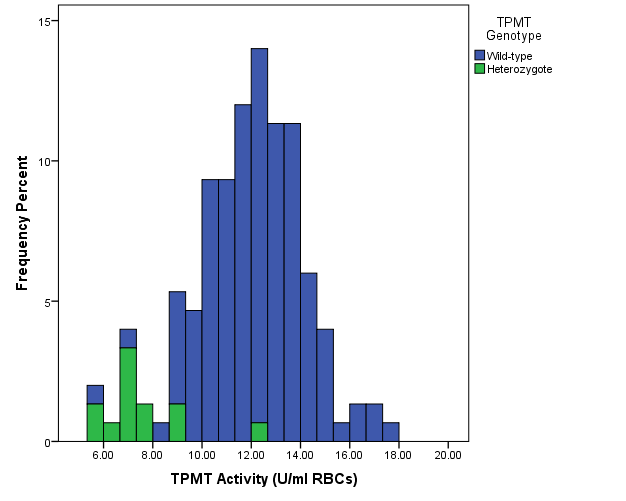 TPMT
Genotype
Wild-type
Heterozygote
Frequency Percent
15
10
5
0
6.00 8.00 10.00 12.00 14.00 16.00 18.00 20.00
TPMT Activity (U/ml RBCs)